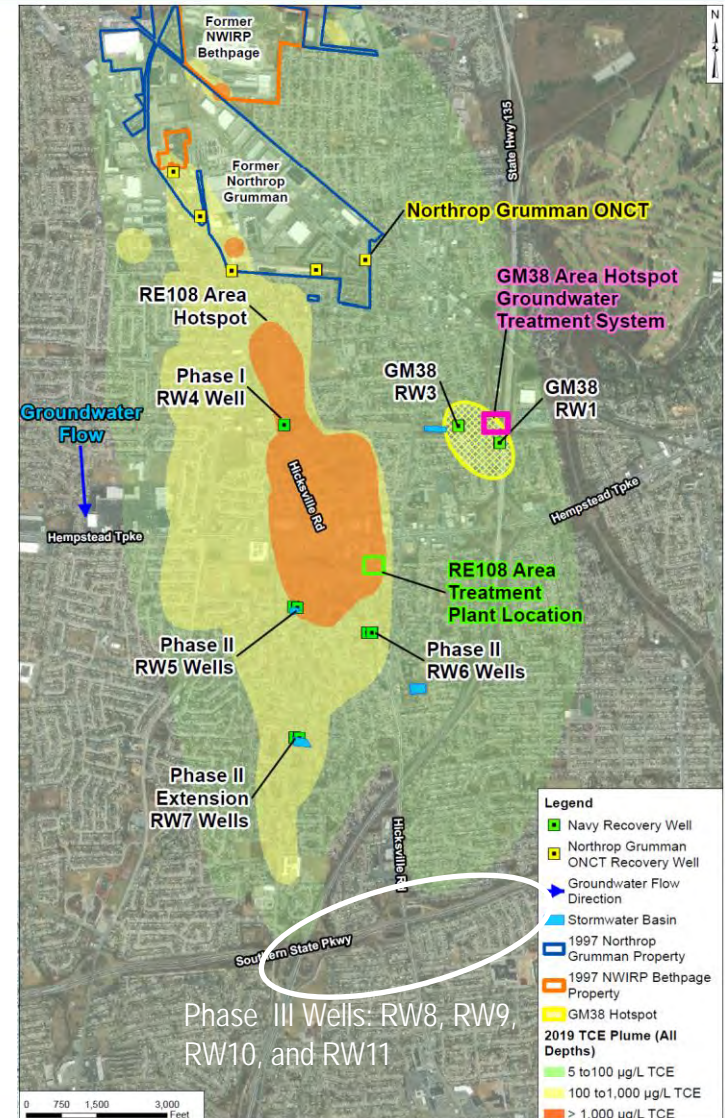 N
Former
NWIRP
Bethpage
State Hwy 135
Former
Northrop
Grumman
Northrop Grumman ONCT
GM38 Area Hotspot
Groundwater
Treatment System
RE108 Area
Hotspot
Phase I
RW4 Well
GM38
RW3
GM38
RW1
Groundwater
Flow
Hicksville Rd
Hempstead Tpke
Hempstead Tpke
RE108 Area
Treatment
Plant Location
Phase II
RW5 Wells
Phase II
RW6 Wells
Phase II
Extension
RW7 Wells
Hicksville Rd
Southern State Pkwy
Phase III Wells: RW8, RW9,
RW10, and RW11
Legend
Navy Recovery Well
Northrop Grumman
ONCT Recovery Well
Groundwater Flow
Direction
Stormwater Basin
1997 Northrop
Grumman Property
1997 NWIRP Bethpage
Property
GM38 Hotspot
2019 TCE Plume (All
Depths)
5 to100 µg/L TCE
100 to1,000 µg/L TCE
> 1,000 µg/L TCE
0 750 1,500 3,000
Feet